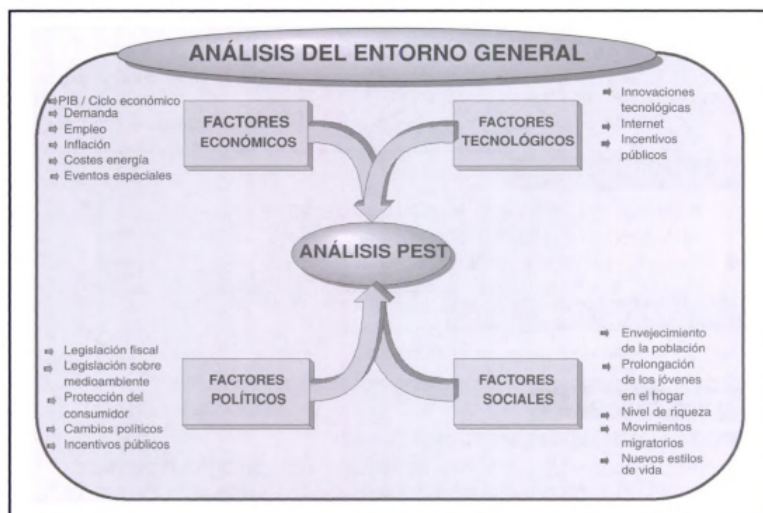 ANÁLISIS DEL ENTORNO GENERAL
PIB / Ciclo económico
Demanda
Empleo
Inflación
Costes energía
Eventos especiales
FACTORES
ECONÓMICOS
FACTORES
TECNOLÓGICOS
Innovaciones
tecnológicas
Internet
Incentivos
públicos
ANÁLISIS PEST
Legislación fiscal
Legislación sobre
medioambiente
Protección del
consumidor
Cambios políticos
Incentivos públicos
FACTORES
POLÍTICOS
FACTORES
SOCIALES
Envejecimiento
de la población
Prolongación
de los jóvenes
en el hogar
Nivel de riqueza
Movimientos
migratorios
Nuevos estilos
de vida